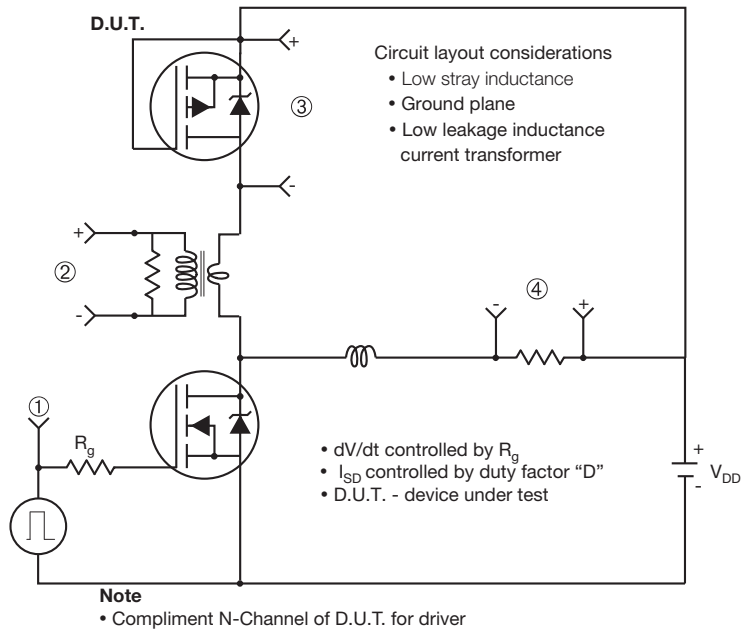 D.U.T.
+
Circuit layout considerations
• Low stray inductance
• Ground plane
• Low leakage inductance
current transformer
③
-
+
②
-
④
-
+
①
Rg
• dV/dt controlled by Rg
• ISD controlled by duty factor “D”
• D.U.T. - device under test
+
VDD
-
Note
• Compliment N-Channel of D.U.T. for driver